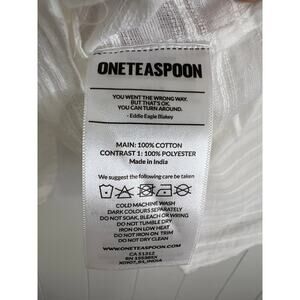 ONETEASPOON
YOU WENT THE WRONG WAY.
BUT THAT'S OK.
YOU CAN TURN AROUND.
- Eddie Eagle Blakey
MAIN: 100% COTTON
CONTRAST 1: 100% POLYESTER
Made in India
We suggest the following care be taken
COLD MACHINE WASH
DARK COLOURS SEPARATELY
DO NOT SOAK, BLEACH OR WRING
DO NOT TUMBLE DRY
IRON ON LOW HEAT
DO NOT IRON ON TRIM
DO NOT DRY CLEAN
WWW.ONETEASPOON.COM